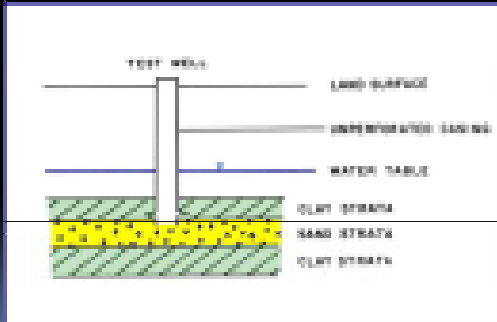 TEST WELL
LAND SURFACE
UNPERFORATED CASING
WATER TABLE
CLAY STRATA
SAND STRATA
CLAY STRATA